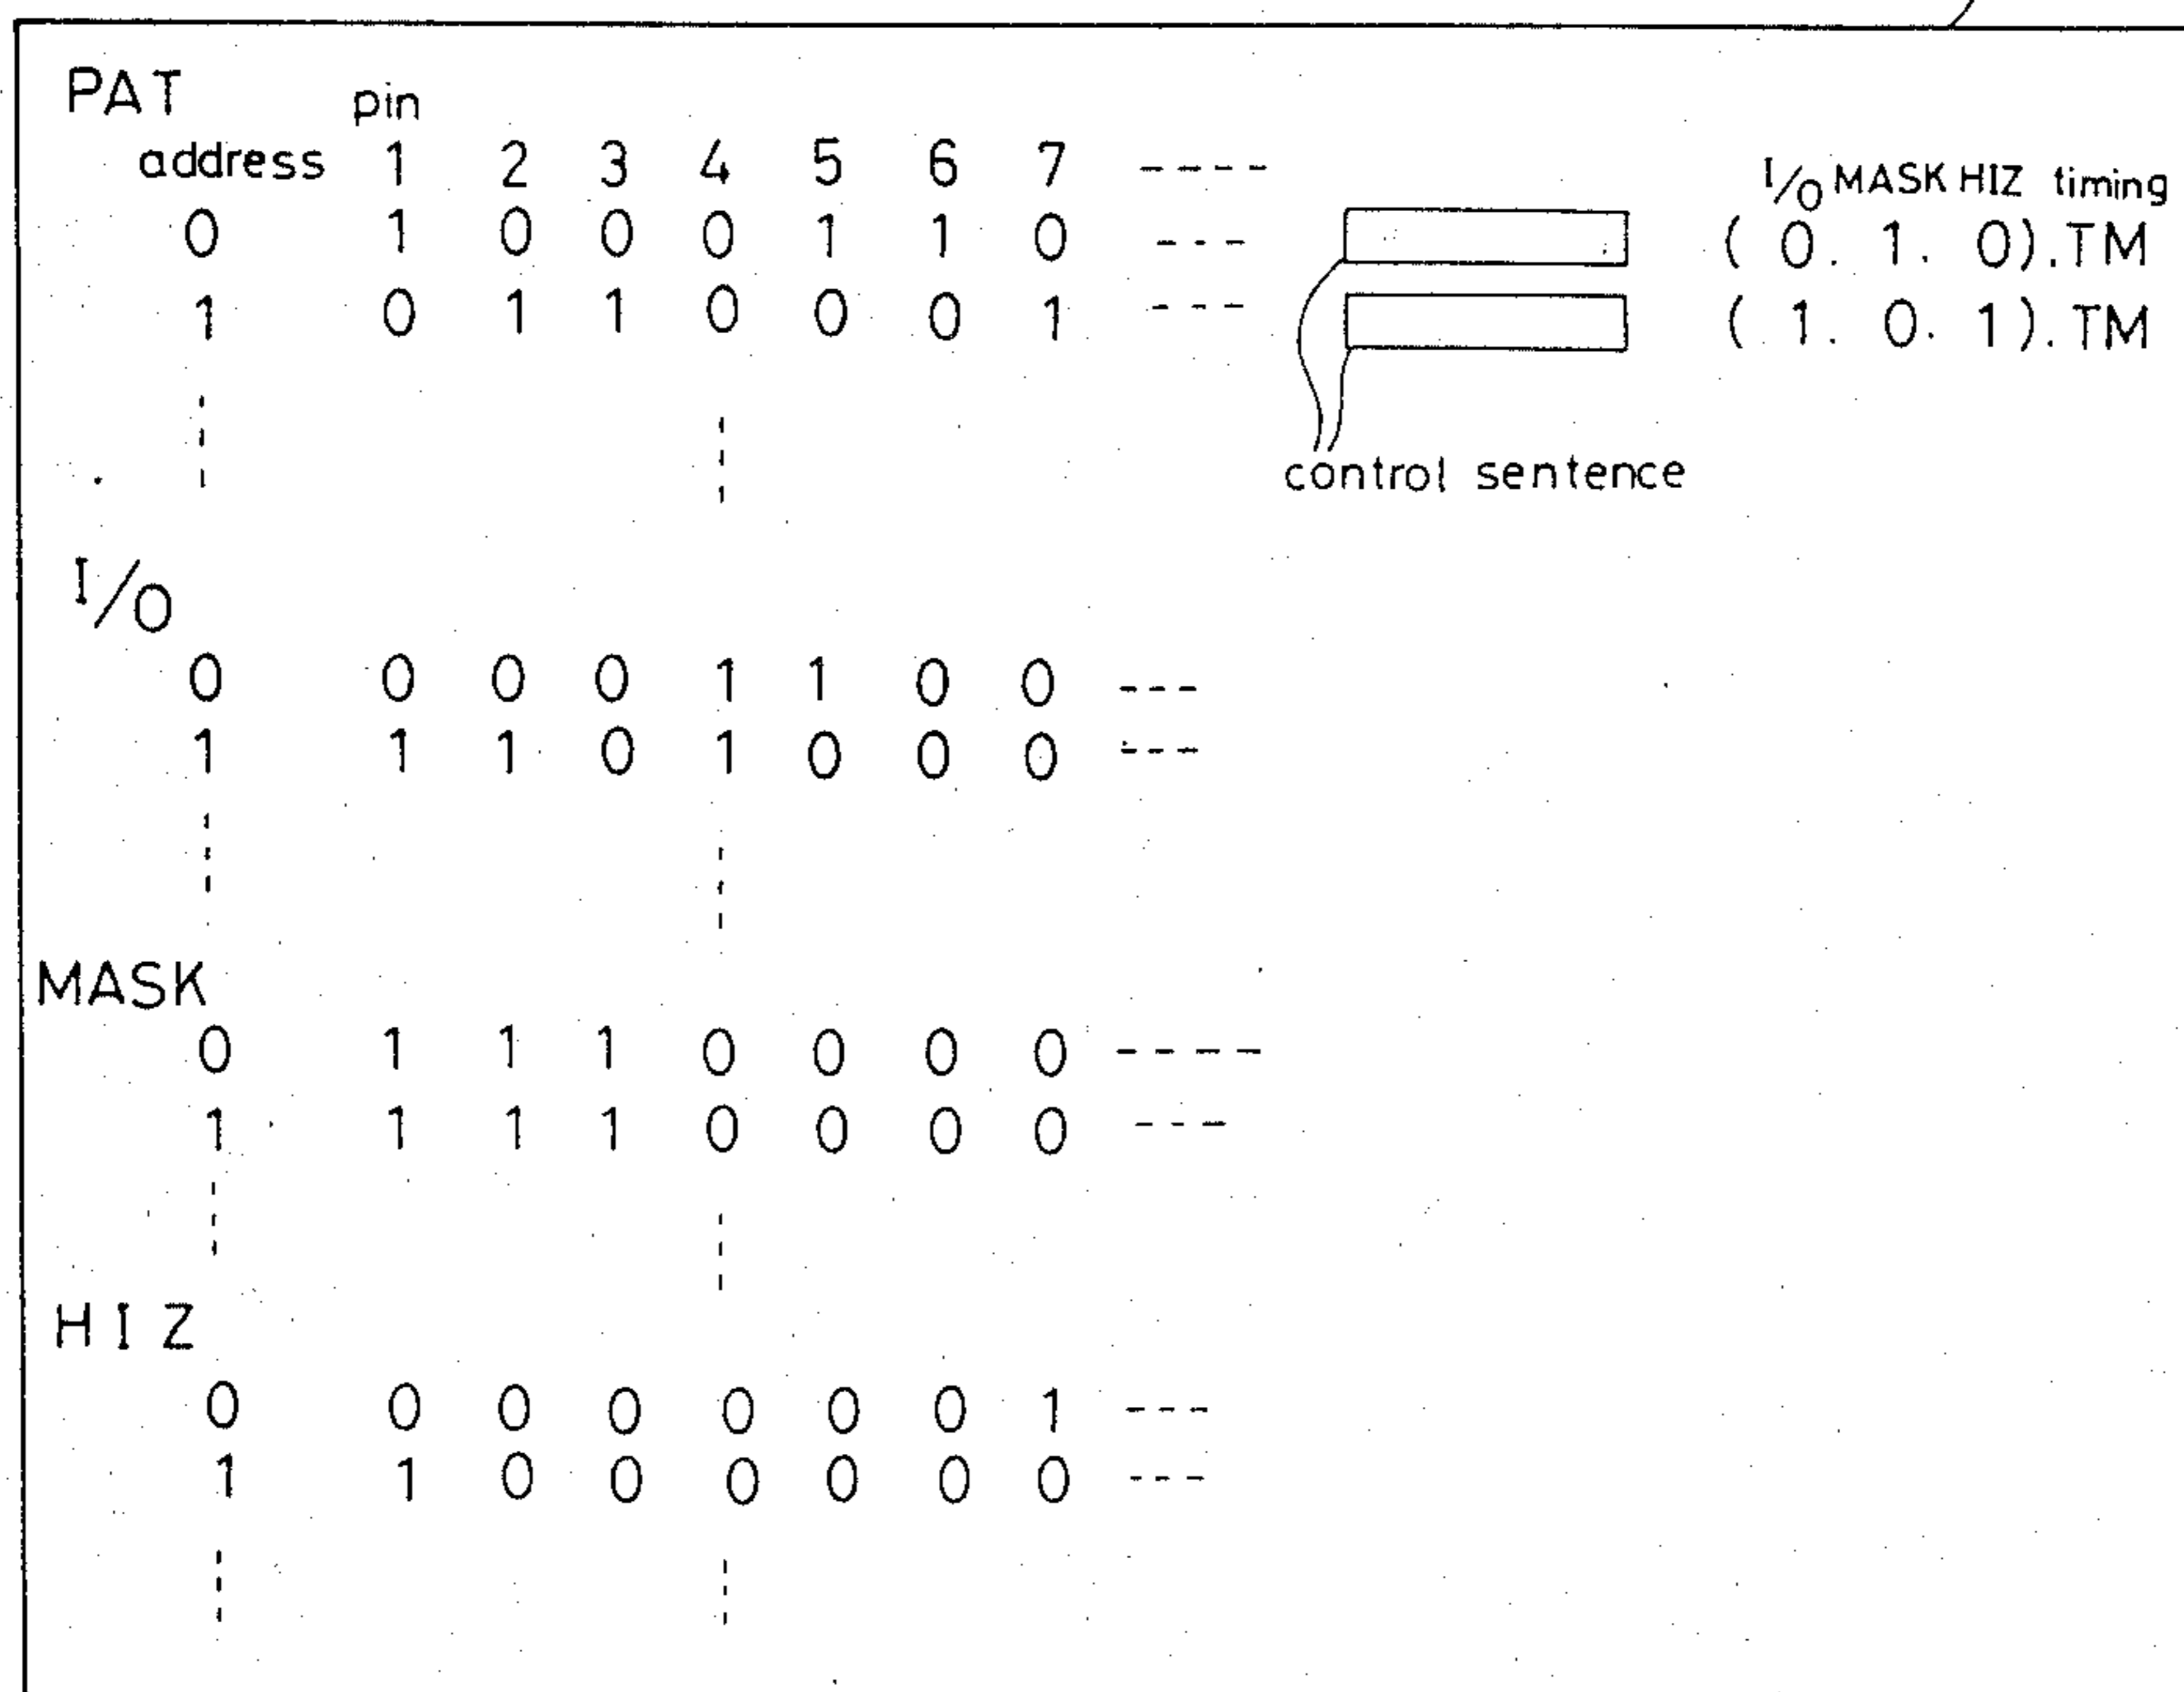 PAT
pin
address 1 2 3 4 5 6 7 ----
I/O MASK HIZ timing
0 1 0 0 0 1 1 0 --- ( 0. 1. 0).TM
1 0 1 1 0 0 0 1 --- ( 1. 0. 1).TM
control sentence
I/O
0 0 0 0 1 1 0 0 ---
1 1 1 0 1 0 0 0 ---
MASK
0 1 1 1 0 0 0 0 ----
1 1 1 1 0 0 0 0 ---
HIZ
0 0 0 0 0 0 0 1 ---
1 1 0 0 0 0 0 0 ---